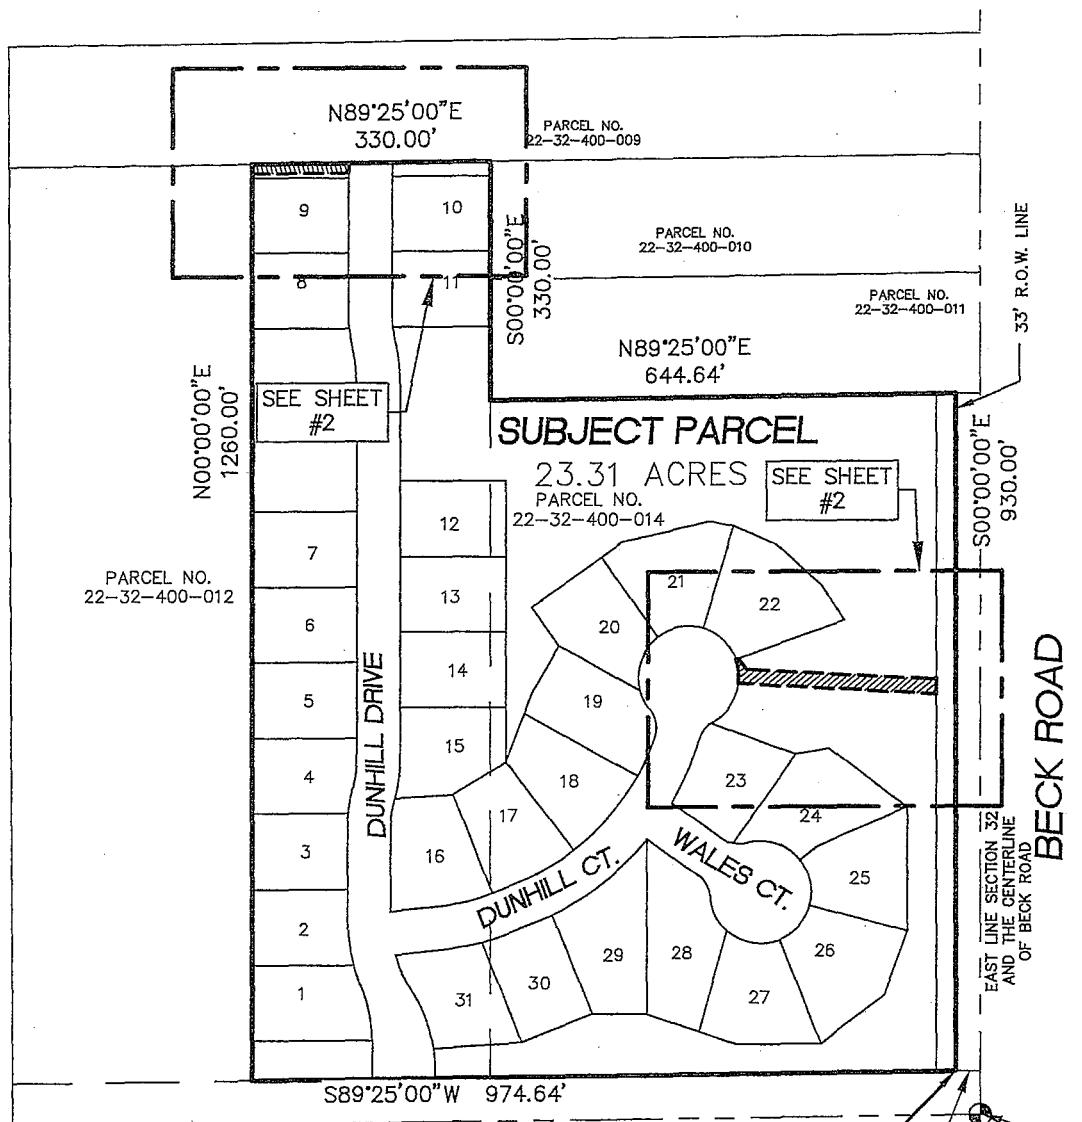 N89°25'00"E
330.00'
PARCEL NO.
22-32-400-009
9
10
S00°00'00"E
330.00'
PARCEL NO.
22-32-400-010
33' R.O.W. LINE
8
11
PARCEL NO.
22-32-400-011
N89°25'00"E
644.64'
N00°00'00"E
1260.00'
SEE SHEET
#2
SUBJECT PARCEL
23.31 ACRES
PARCEL NO.
22-32-400-014
SEE SHEET
#2
S00°00'00"E
930.00'
12
7
PARCEL NO.
22-32-400-012
13
21
22
6
20
14
5
19
DUNHILL DRIVE
BECK ROAD
15
4
18
23
17
24
3
16
WALES CT.
DUNHILL CT.
25
EAST LINE SECTION 32
AND THE CENTERLINE
OF BECK ROAD
2
29
28
26
1
31
30
27
S89°25'00"W 974.64'